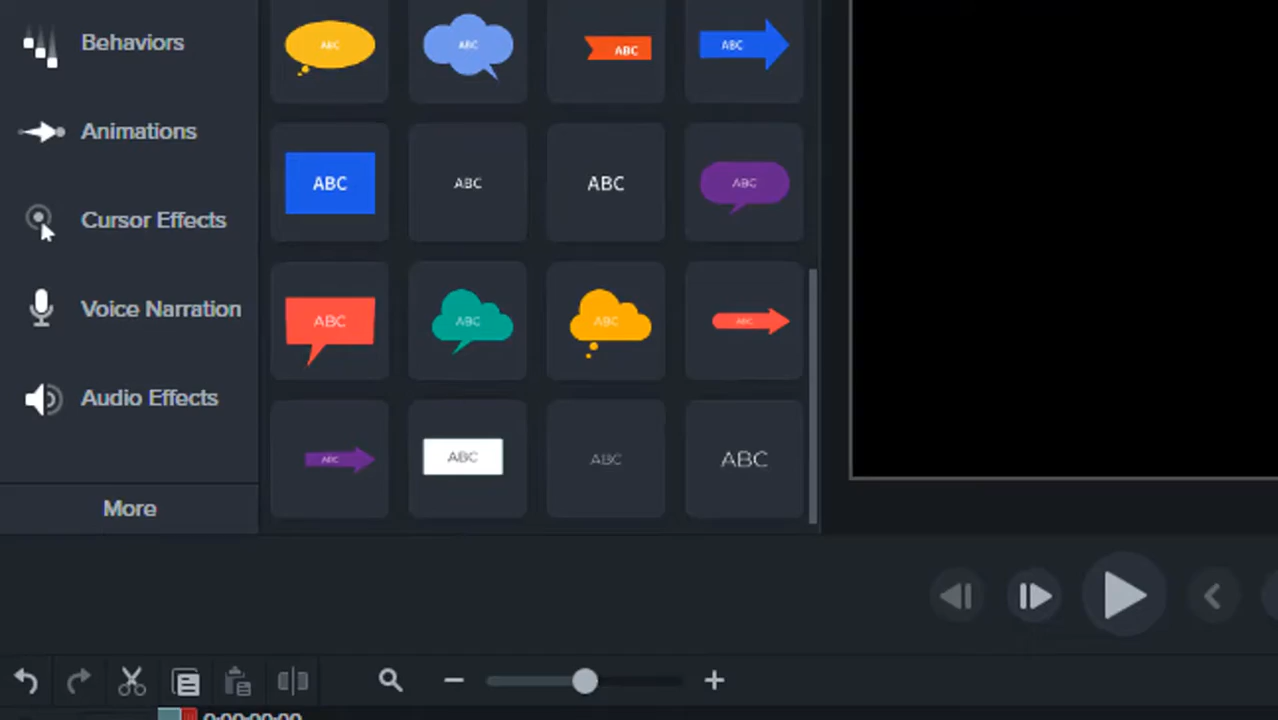 Behaviors
ABC ABC ABC ABC
Animations
ABC ABC ABC ABC
Cursor Effects
Voice Narration
ABC ABC ABC ABC
Audio Effects
ABC ABC ABC ABC
More
0:00:00:00